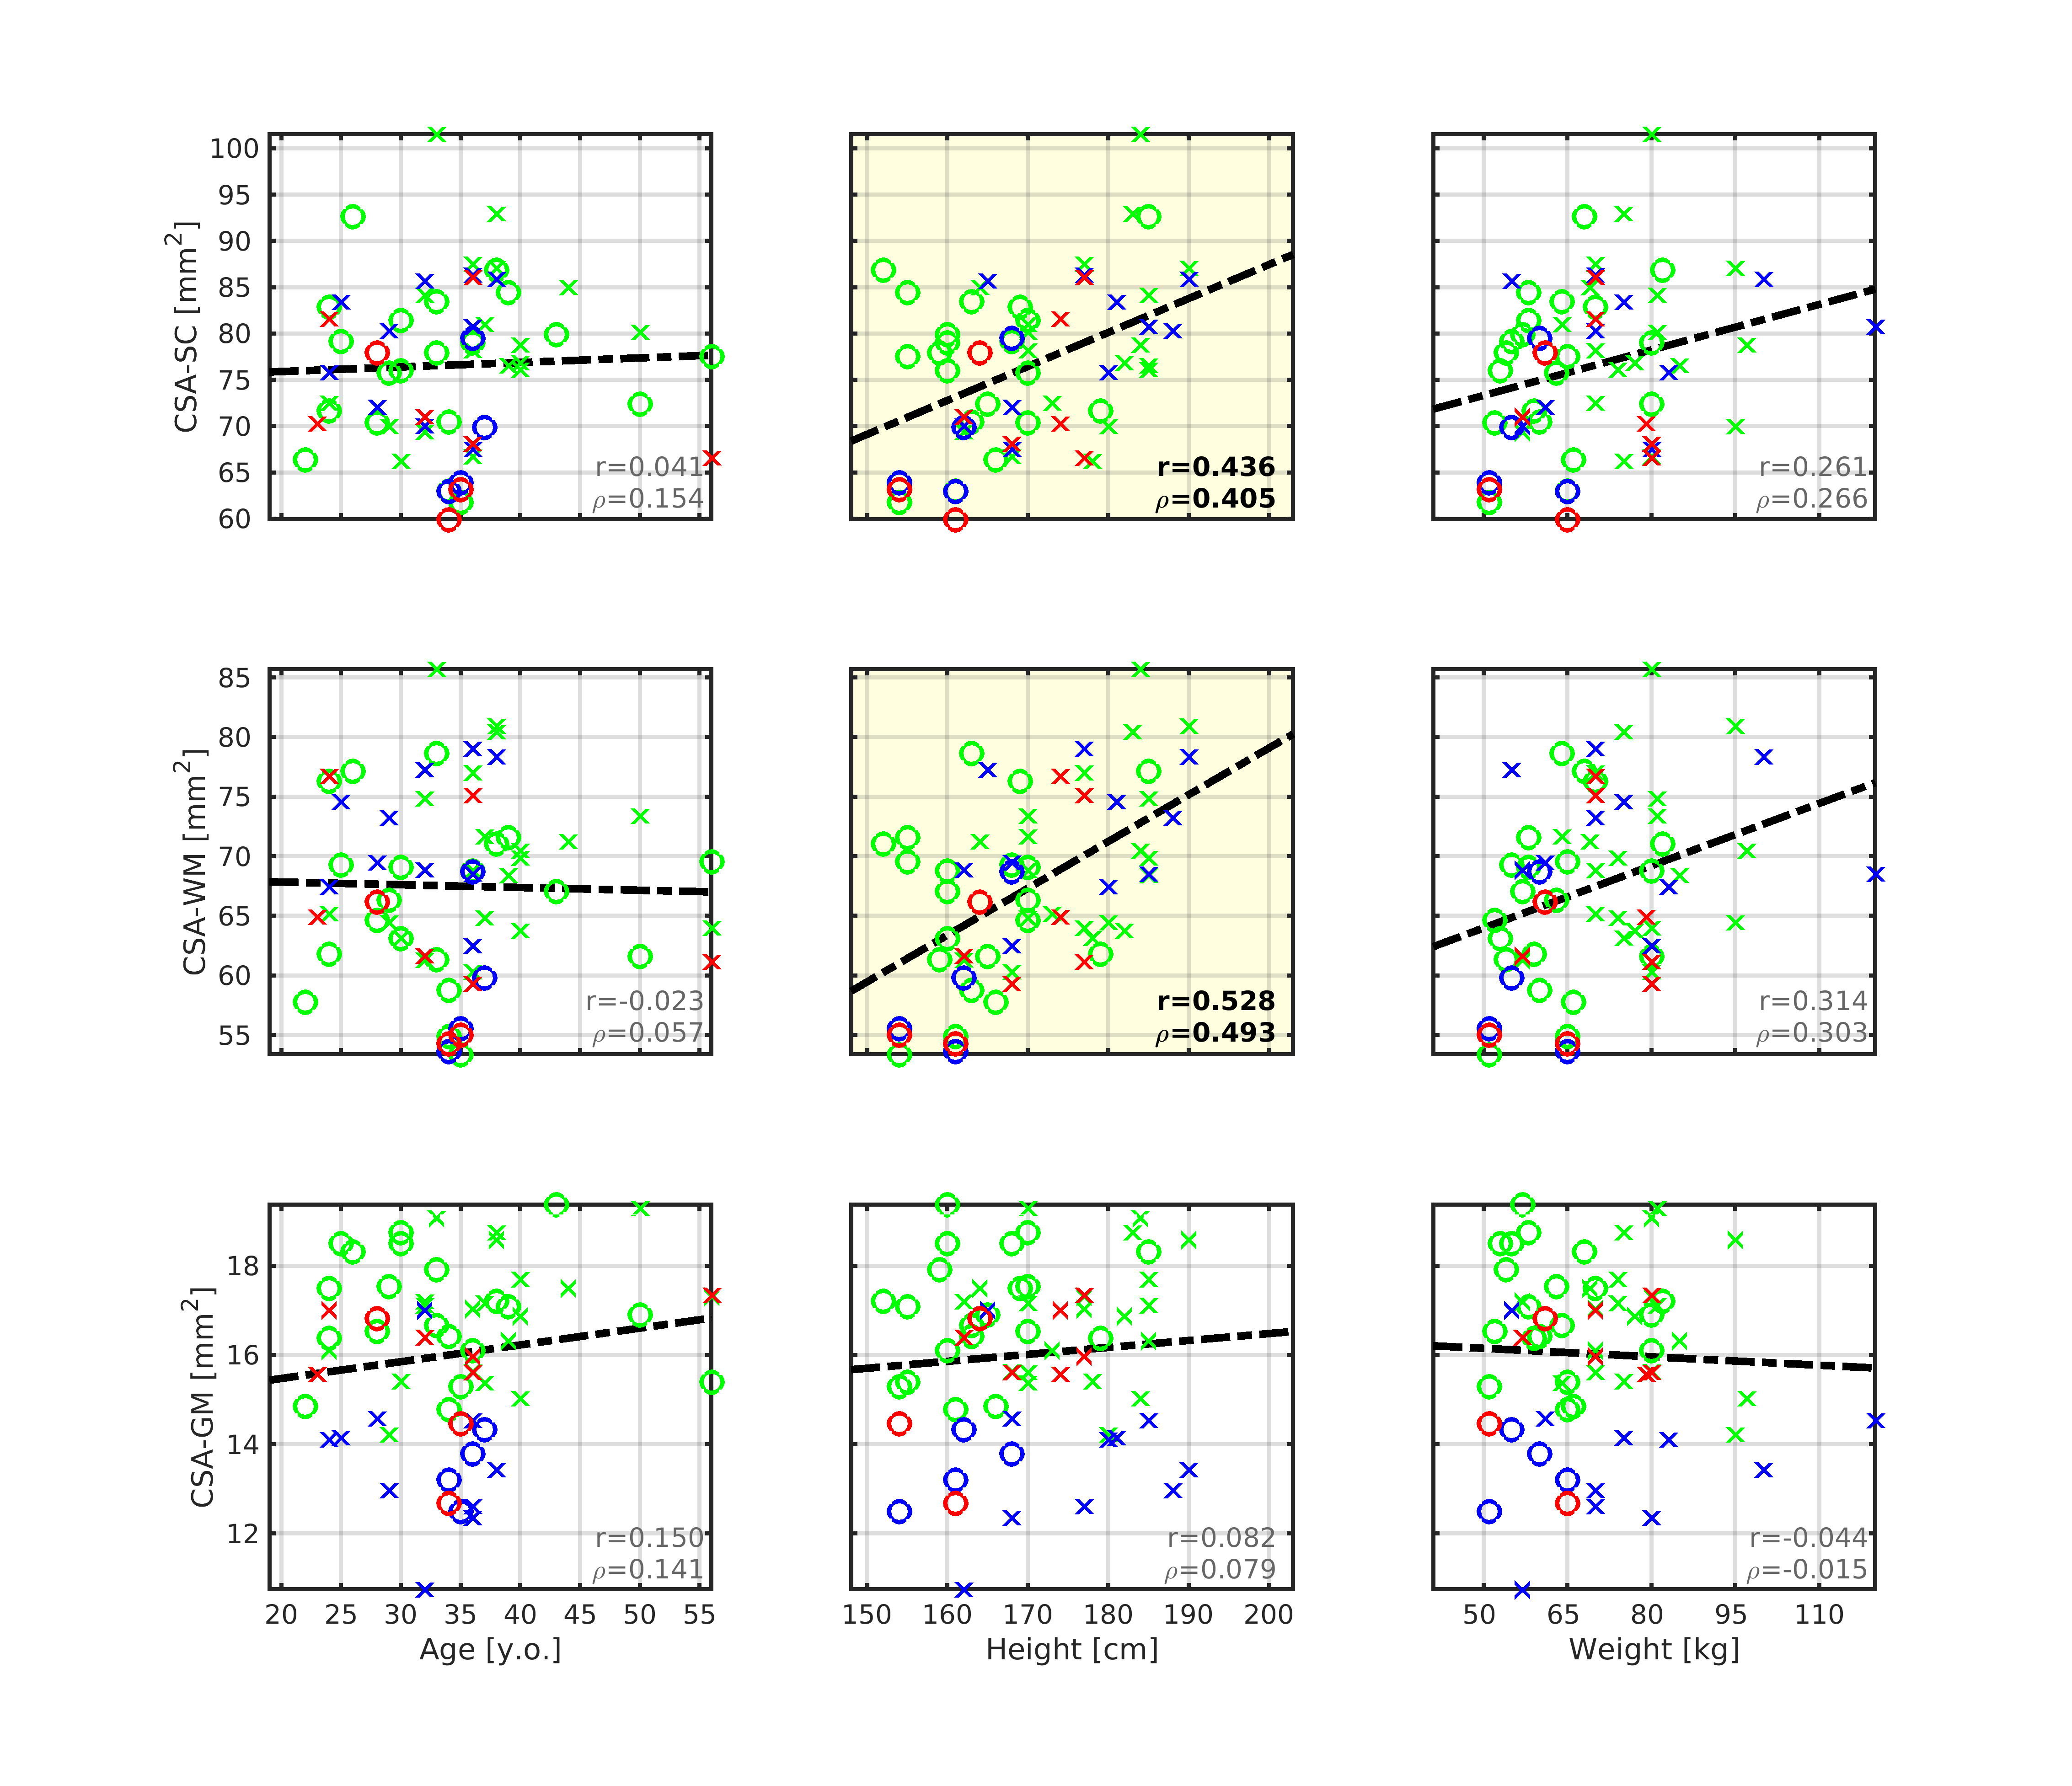 100
95
90
85
80
75
70
65
60
CSA-SC [mm²]
r=0.041
ρ=0.154
r=0.436
ρ=0.405
r=0.261
ρ=0.266
85
80
75
70
65
60
55
CSA-WM [mm²]
r=-0.023
ρ=0.057
r=0.528
ρ=0.493
r=0.314
ρ=0.303
18
16
14
12
CSA-GM [mm²]
r=0.150
ρ=0.141
r=0.082
ρ=0.079
r=-0.044
ρ=-0.015
20 25 30 35 40 45 50 55
Age [y.o.]
150 160 170 180 190 200
Height [cm]
50 65 80 95 110
Weight [kg]